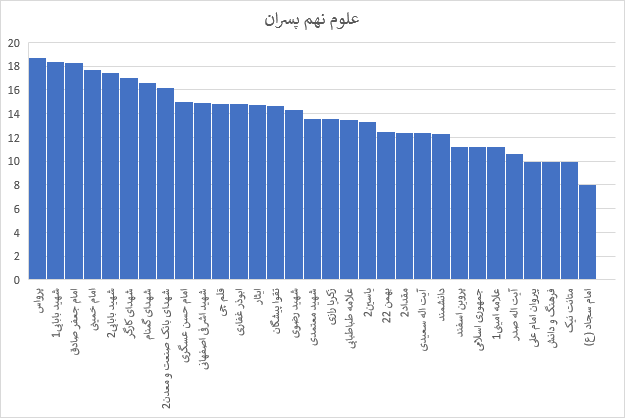 علوم نهم پسران
20
18
16
14
12
10
8
6
4
2
0
پرواس
شهید بابایی1
امام جعفر صادق
امام خمینی
شهید بابایی2
شهدای کارگر
شهدای گمنام
شهدای بانک صنعت و معدن2
امام حسن عسگری
شهید اشرفی اصفهانی
قلم چی
ابوذر غفاری
ایثار
تقوا پیشگان
شهید رضوی
شهید معتمدی
زکریا رازی
علامه طباطبایی
یاسین2
بهمن 22
مقداد2
آیت اله سعیدی
دانشمند
پروین اسفند
جمهوری اسلامی
علامه امینی1
آیت اله صدر
پیروان امام علی
فرهنگ و دانش
متانت نیک
امام سجاد (ع)